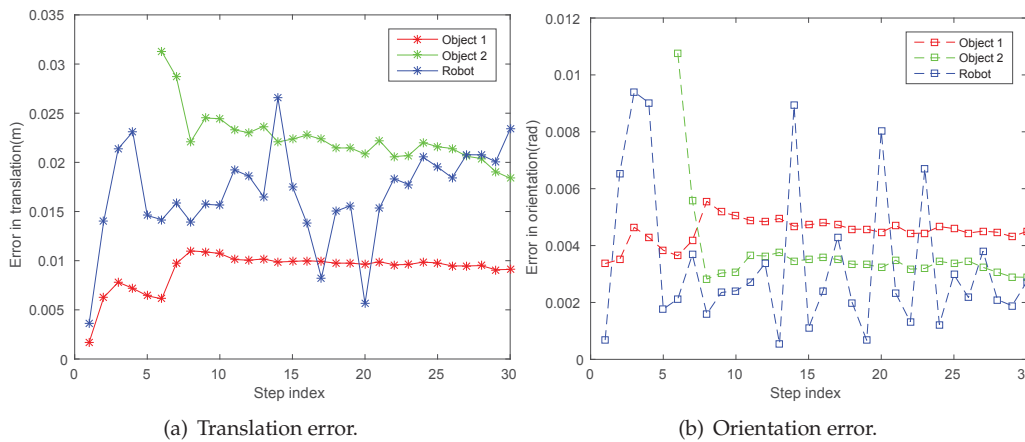 0.035
0.03
0.025
0.02
0.015
0.01
0.005
0
Error in translation(m)
0 5 10 15 20 25 30
Step index
Object 1
Object 2
Robot
(a) Translation error.
0.012
0.01
0.008
0.006
0.004
0.002
0
Error in orientation(rad)
0 5 10 15 20 25 30
Step index
Object 1
Object 2
Robot
(b) Orientation error.